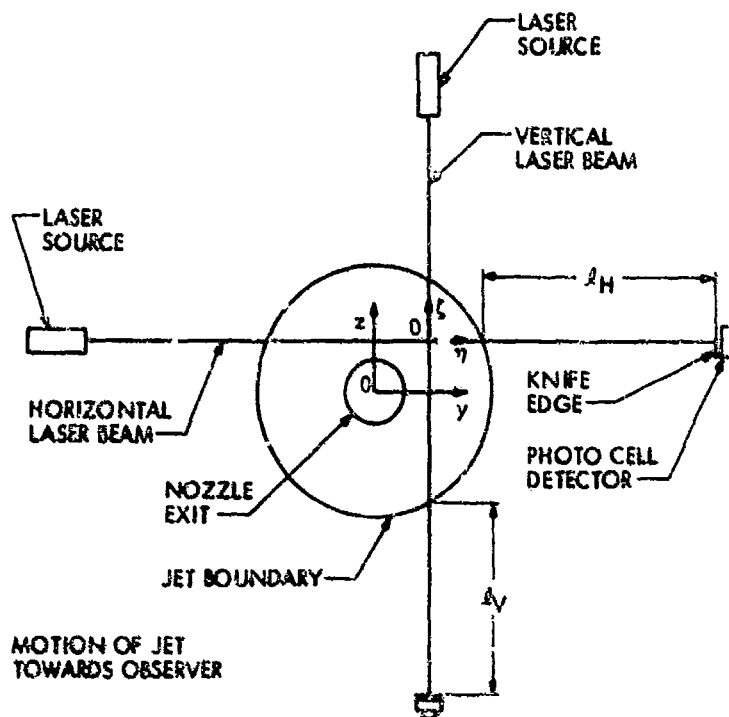 LASER
SOURCE
VERTICAL
LASER BEAM
LASER
SOURCE
ℓH
z
0
ζ
η
0
y
KNIFE
EDGE
HORIZONTAL
LASER BEAM
PHOTO CELL
DETECTOR
NOZZLE
EXIT
JET BOUNDARY
ℓV
MOTION OF JET
TOWARDS OBSERVER